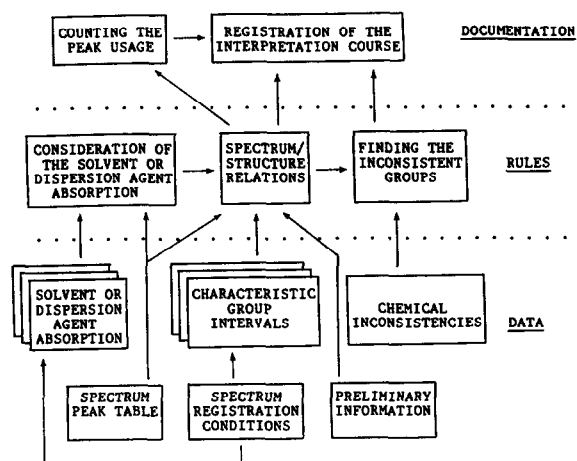 COUNTING THE
PEAK USAGE
REGISTRATION OF THE
INTERPRETATION COURSE
DOCUMENTATION
CONSIDERATION OF
THE SOLVENT OR
DISPERSION AGENT
ABSORPTION
SPECTRUM/
STRUCTURE
RELATIONS
FINDING THE
INCONSISTENT
GROUPS
RULES
SOLVENT OR
DISPERSION
AGENT
ABSORPTION
CHARACTERISTIC
GROUP
INTERVALS
CHEMICAL
INCONSISTENCIES
DATA
SPECTRUM
PEAK TABLE
SPECTRUM
REGISTRATION
CONDITIONS
PRELIMINARY
INFORMATION